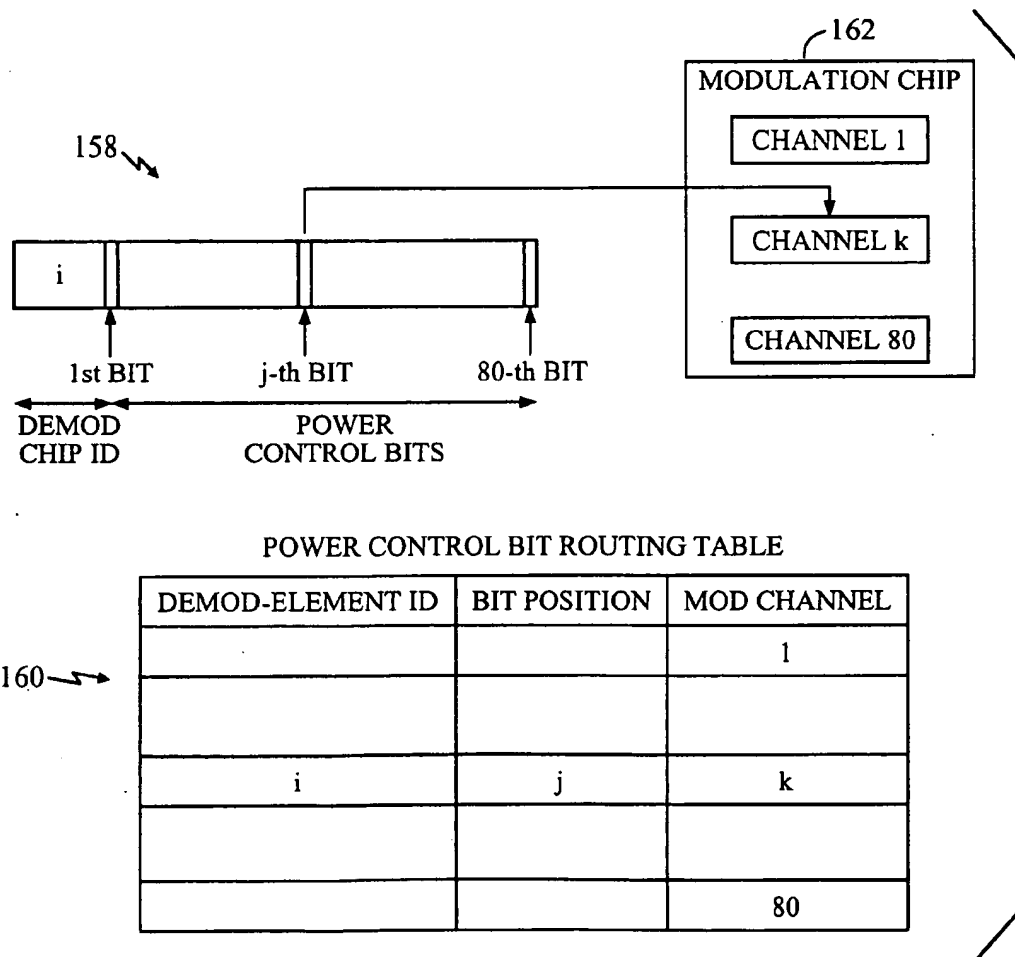 162
MODULATION CHIP
CHANNEL 1
158
CHANNEL k
i
CHANNEL 80
1st BIT
j-th BIT
80-th BIT
DEMOD
CHIP ID
POWER
CONTROL BITS
POWER CONTROL BIT ROUTING TABLE
DEMOD-ELEMENT ID BIT POSITION MOD CHANNEL
1
160
i j k
80